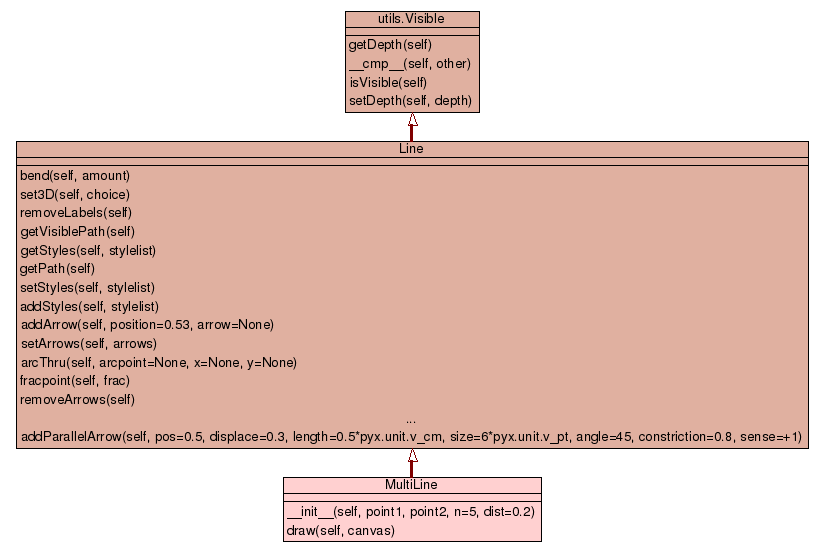 utils.Visible
getDepth(self)
__cmp__(self, other)
isVisible(self)
setDepth(self, depth)
Line
bend(self, amount)
set3D(self, choice)
removeLabels(self)
getVisiblePath(self)
getStyles(self, stylelist)
getPath(self)
setStyles(self, stylelist)
addStyles(self, stylelist)
addArrow(self, position=0.53, arrow=None)
setArrows(self, arrows)
arcThru(self, arcpoint=None, x=None, y=None)
fracpoint(self, frac)
removeArrows(self)
...
addParallelArrow(self, pos=0.5, displace=0.3, length=0.5*pyx.unit.v_cm, size=6*pyx.unit.v_pt, angle=45, constriction=0.8, sense=+1)
MultiLine
__init__(self, point1, point2, n=5, dist=0.2)
draw(self, canvas)